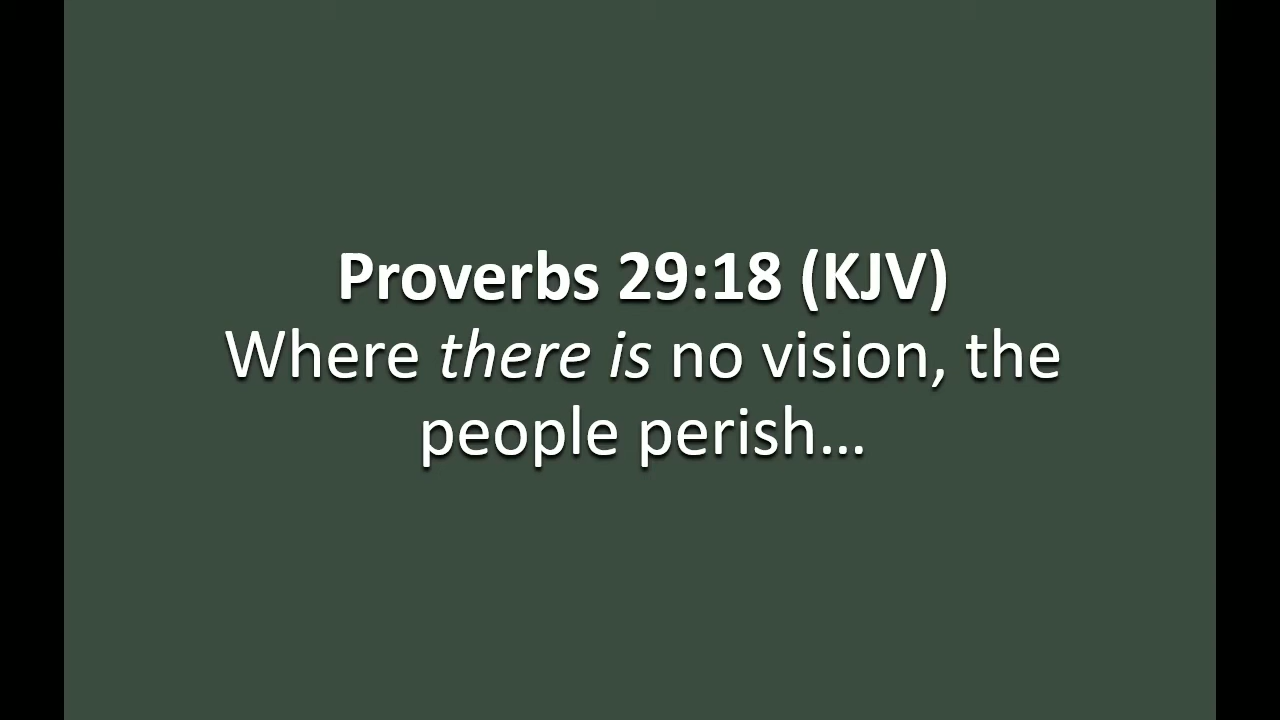 Proverbs 29:18 (KJV)
Where there is no vision, the
people perish…